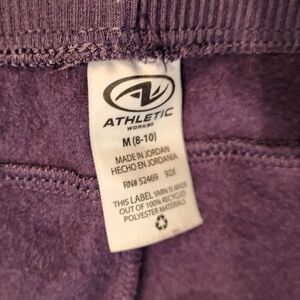 ATHLETIC
WORKS®
M (8-10)
MADE IN JORDAN
HECHO EN JORDANIA
RN# 52469 92X
THIS LABEL YARN IS MADE
OUT OF 100% RECYCLED
POLYESTER MATERIALS